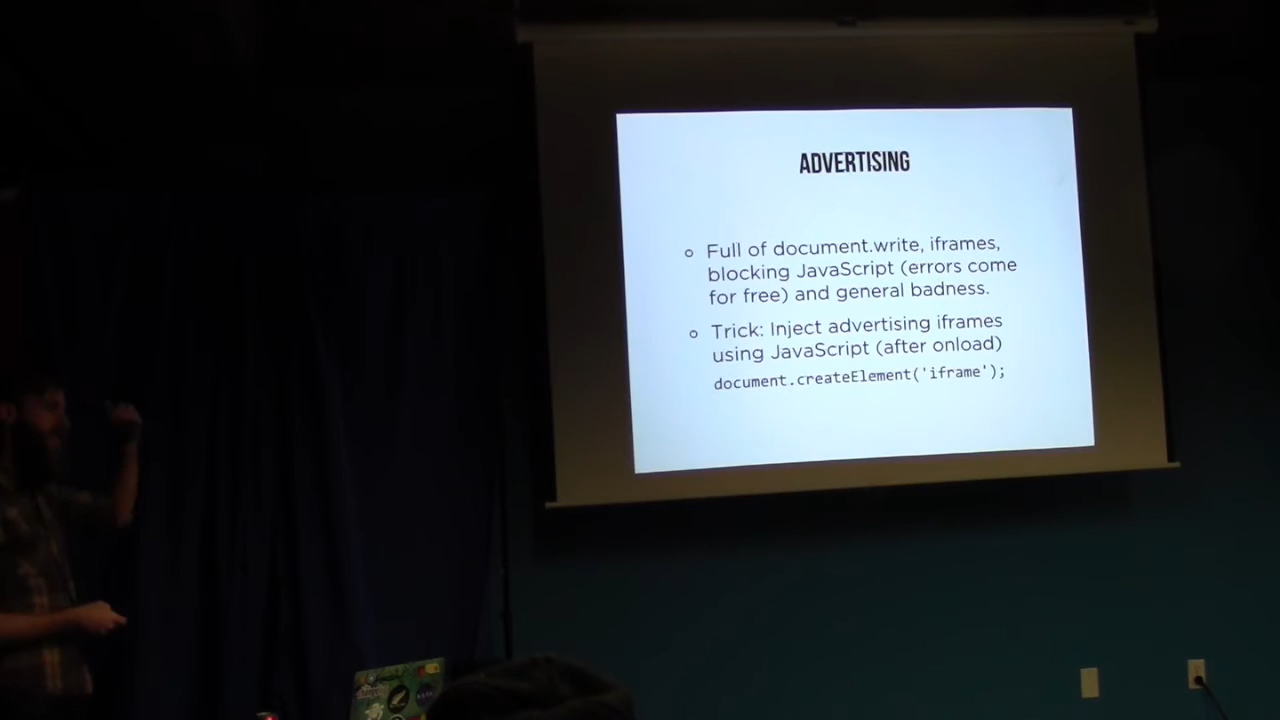 ADVERTISING
Full of document.write, iframes,
blocking JavaScript (errors come
for free) and general badness.
Trick: Inject advertising iframes
using JavaScript (after onload)
document.createElement('iframe');